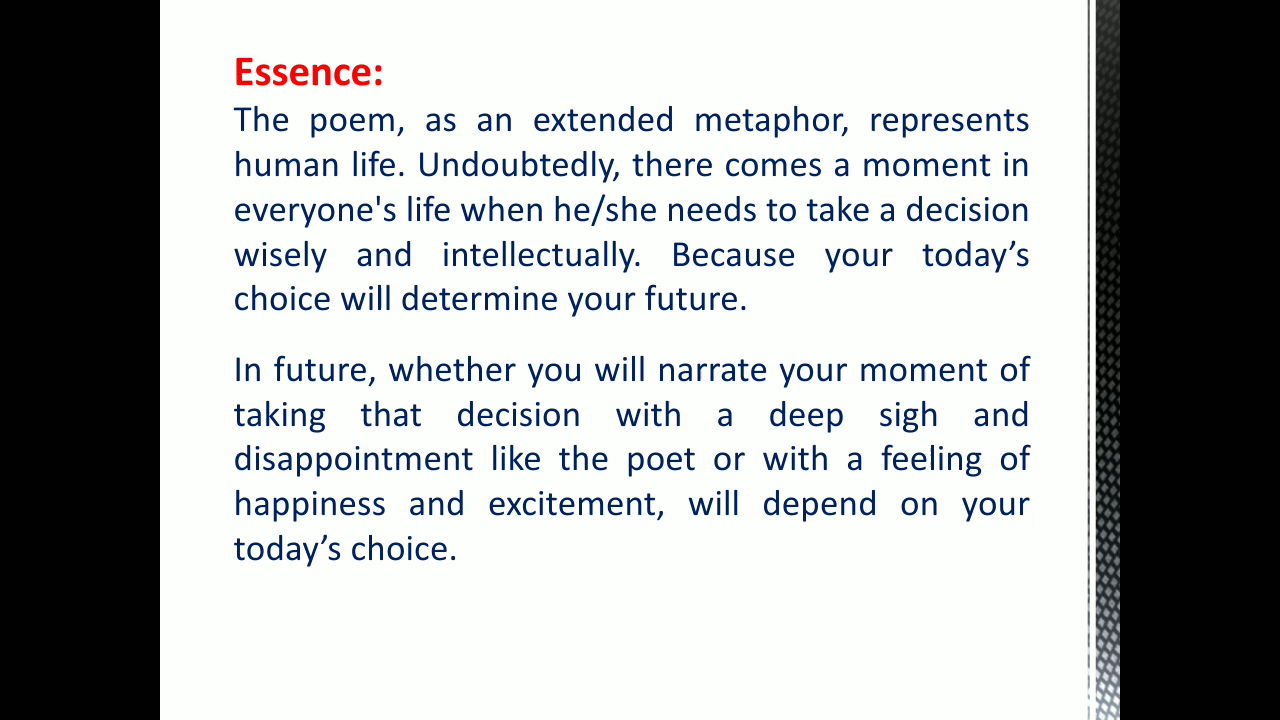 Essence:
The poem, as an extended metaphor, represents
human life. Undoubtedly, there comes a moment in
everyone's life when he/she needs to take a decision
wisely and intellectually. Because your today’s
choice will determine your future.
In future, whether you will narrate your moment of
taking that decision with a deep sigh and
disappointment like the poet or with a feeling of
happiness and excitement, will depend on your
today’s choice.